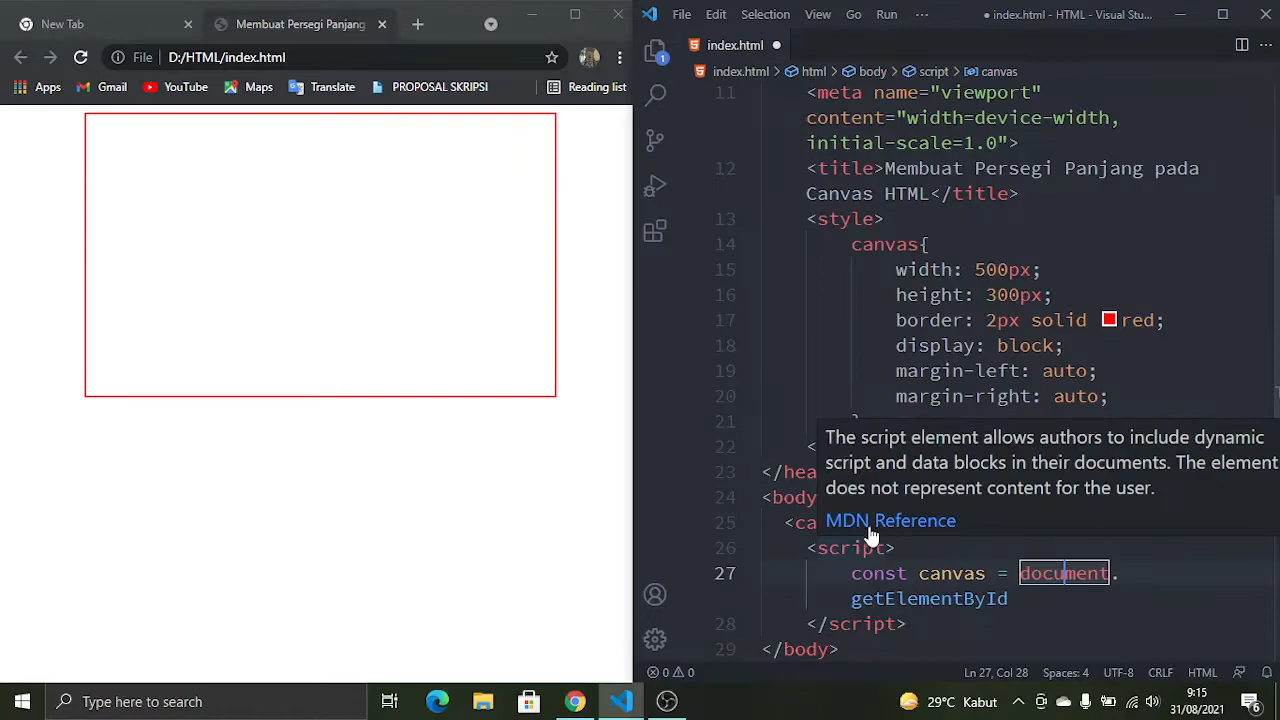 New Tab
Membuat Persegi Panjang
File D:/HTML/index.html
Apps Gmail YouTube Maps Translate PROPOSAL SKRIPSI Reading list
File Edit Selection View Go Run ··· ● index.html - HTML - Visual Stu...
index.html ●
index.html > html > body > script > canvas
11 <meta name="viewport"
content="width=device-width,
initial-scale=1.0">
12 <title>Membuat Persegi Panjang pada
Canvas HTML</title>
13 <style>
14 canvas{
15 width: 500px;
16 height: 300px;
17 border: 2px solid red;
18 display: block;
19 margin-left: auto;
20 margin-right: auto;
21
22 <
23 </hea
24 <body
25 <ca
The script element allows authors to include dynamic
script and data blocks in their documents. The element
does not represent content for the user.
MDN Reference
26 <script>
27 const canvas = document.
getElementById
28 </script>
29 </body>
1
0 0 Ln 27, Col 28 Spaces: 4 UTF-8 CRLF HTML
Type here to search
29°C Kabut
9:15
31/08/2021
6